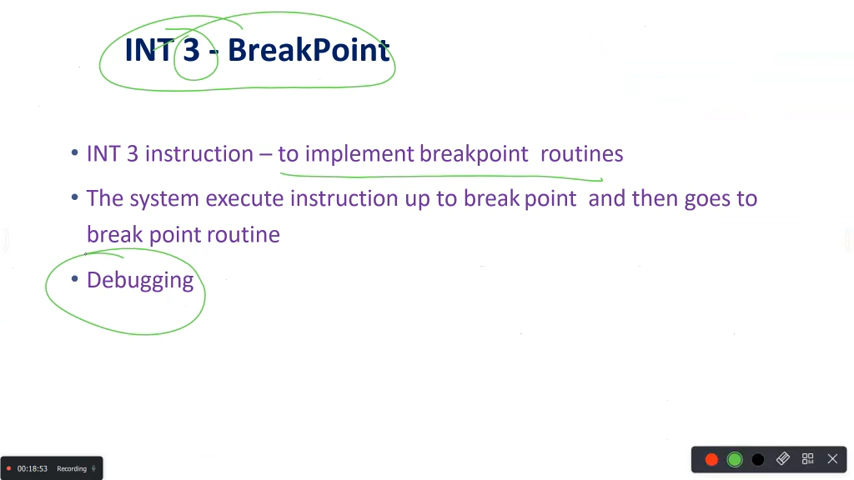 INT 3 - BreakPoint
• INT 3 instruction – to implement breakpoint routines
• The system execute instruction up to break point and then goes to
break point routine
• Debugging
00:18:53 Recording